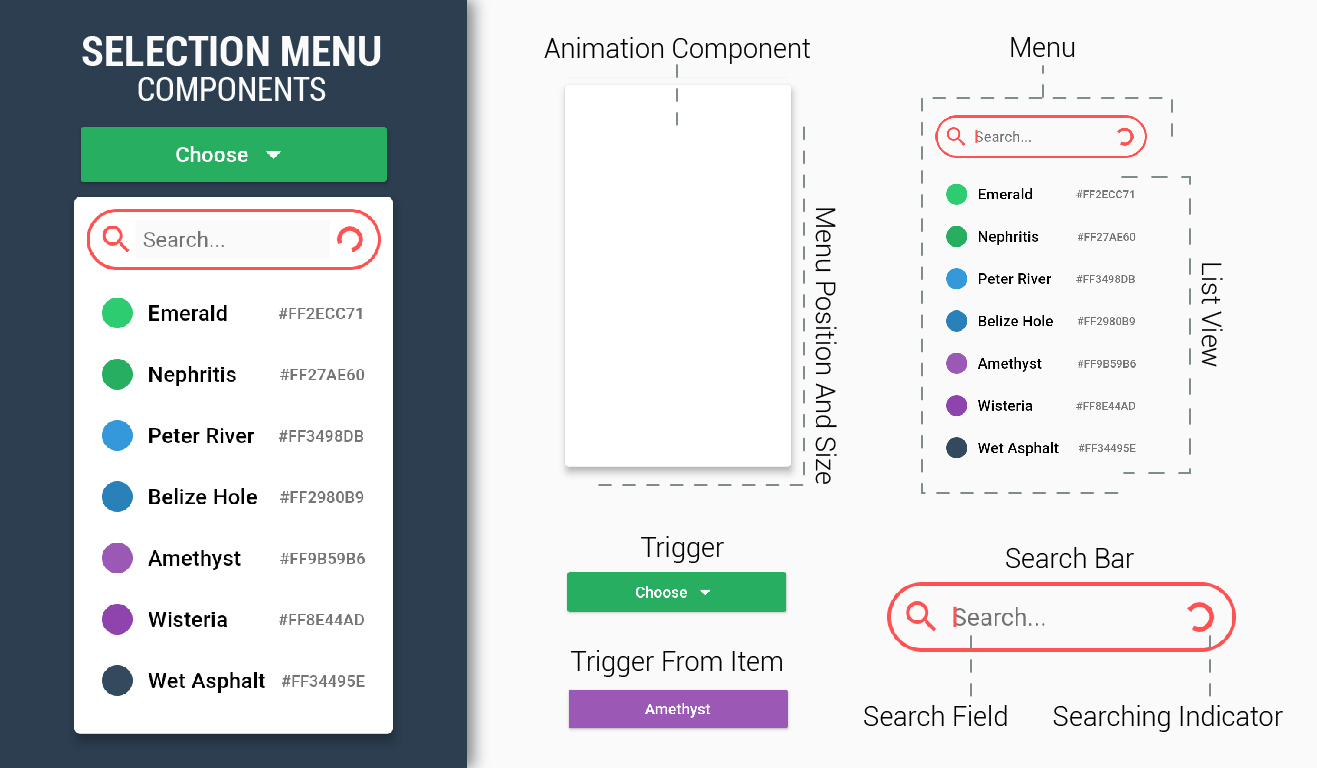 SELECTION MENU
COMPONENTS
Choose
Search...
Emerald #FF2ECC71
Nephritis #FF27AE60
Peter River #FF3498DB
Belize Hole #FF2980B9
Amethyst #FF9B59B6
Wisteria #FF8E44AD
Wet Asphalt #FF34495E
Animation Component
Menu Position And Size
Menu
Search...
Emerald #FF2ECC71
Nephritis #FF27AE60
Peter River #FF3498DB
Belize Hole #FF2980B9
Amethyst #FF9B59B6
Wisteria #FF8E44AD
Wet Asphalt #FF34495E
List View
Trigger
Choose
Trigger From Item
Amethyst
Search Bar
Search...
Search Field
Searching Indicator